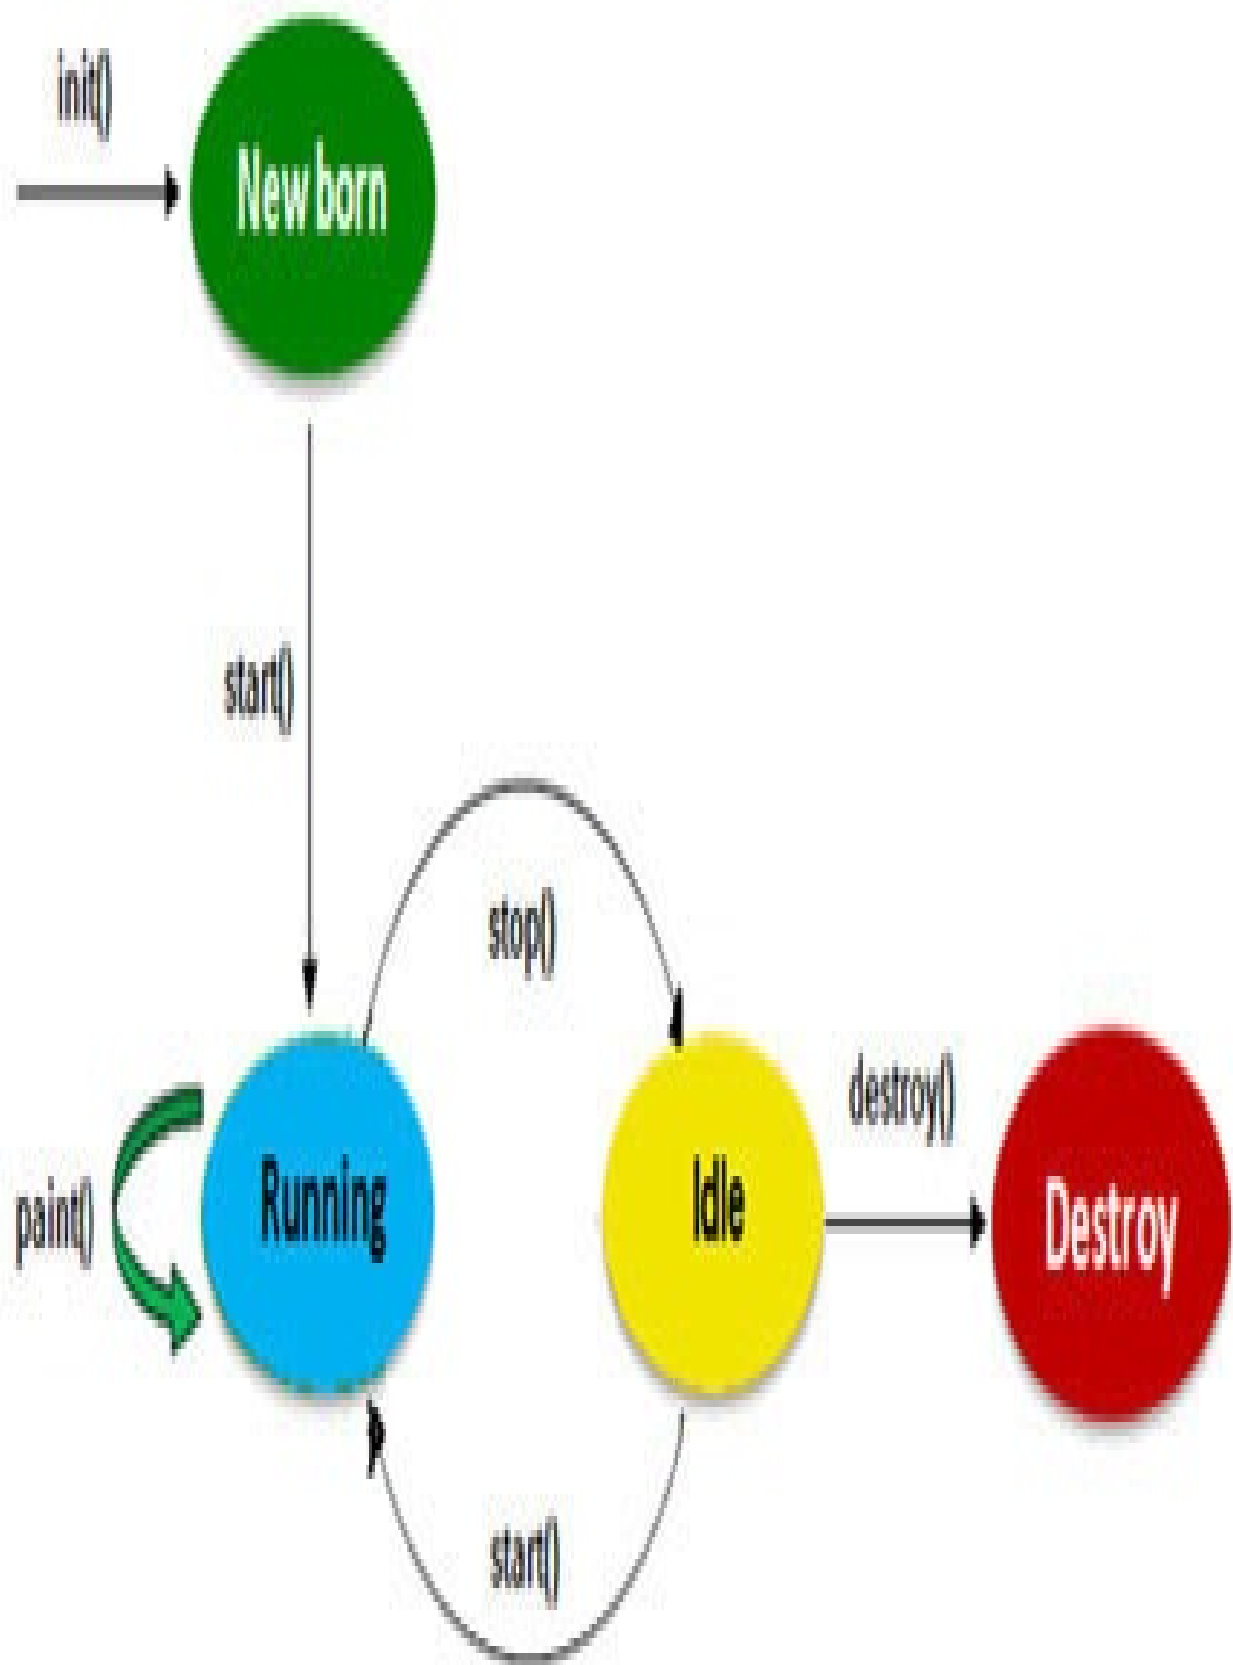 init()
New born
start()
stop()
destroy()
paint()
Running
Idle
Destroy
start()